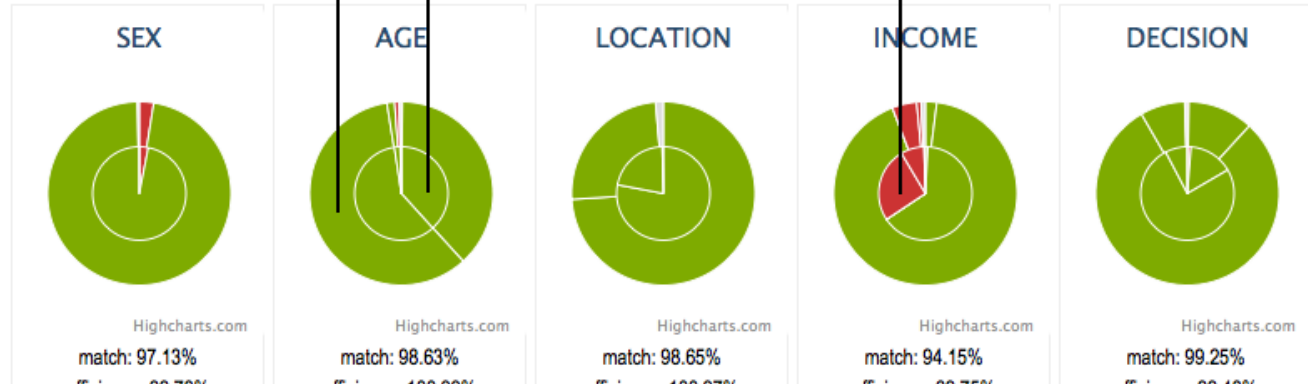 SEX
AGE
LOCATION
INCOME
DECISION
Highcharts.com
Highcharts.com
Highcharts.com
Highcharts.com
Highcharts.com
match: 97.13%
match: 98.63%
match: 98.65%
match: 94.15%
match: 99.25%